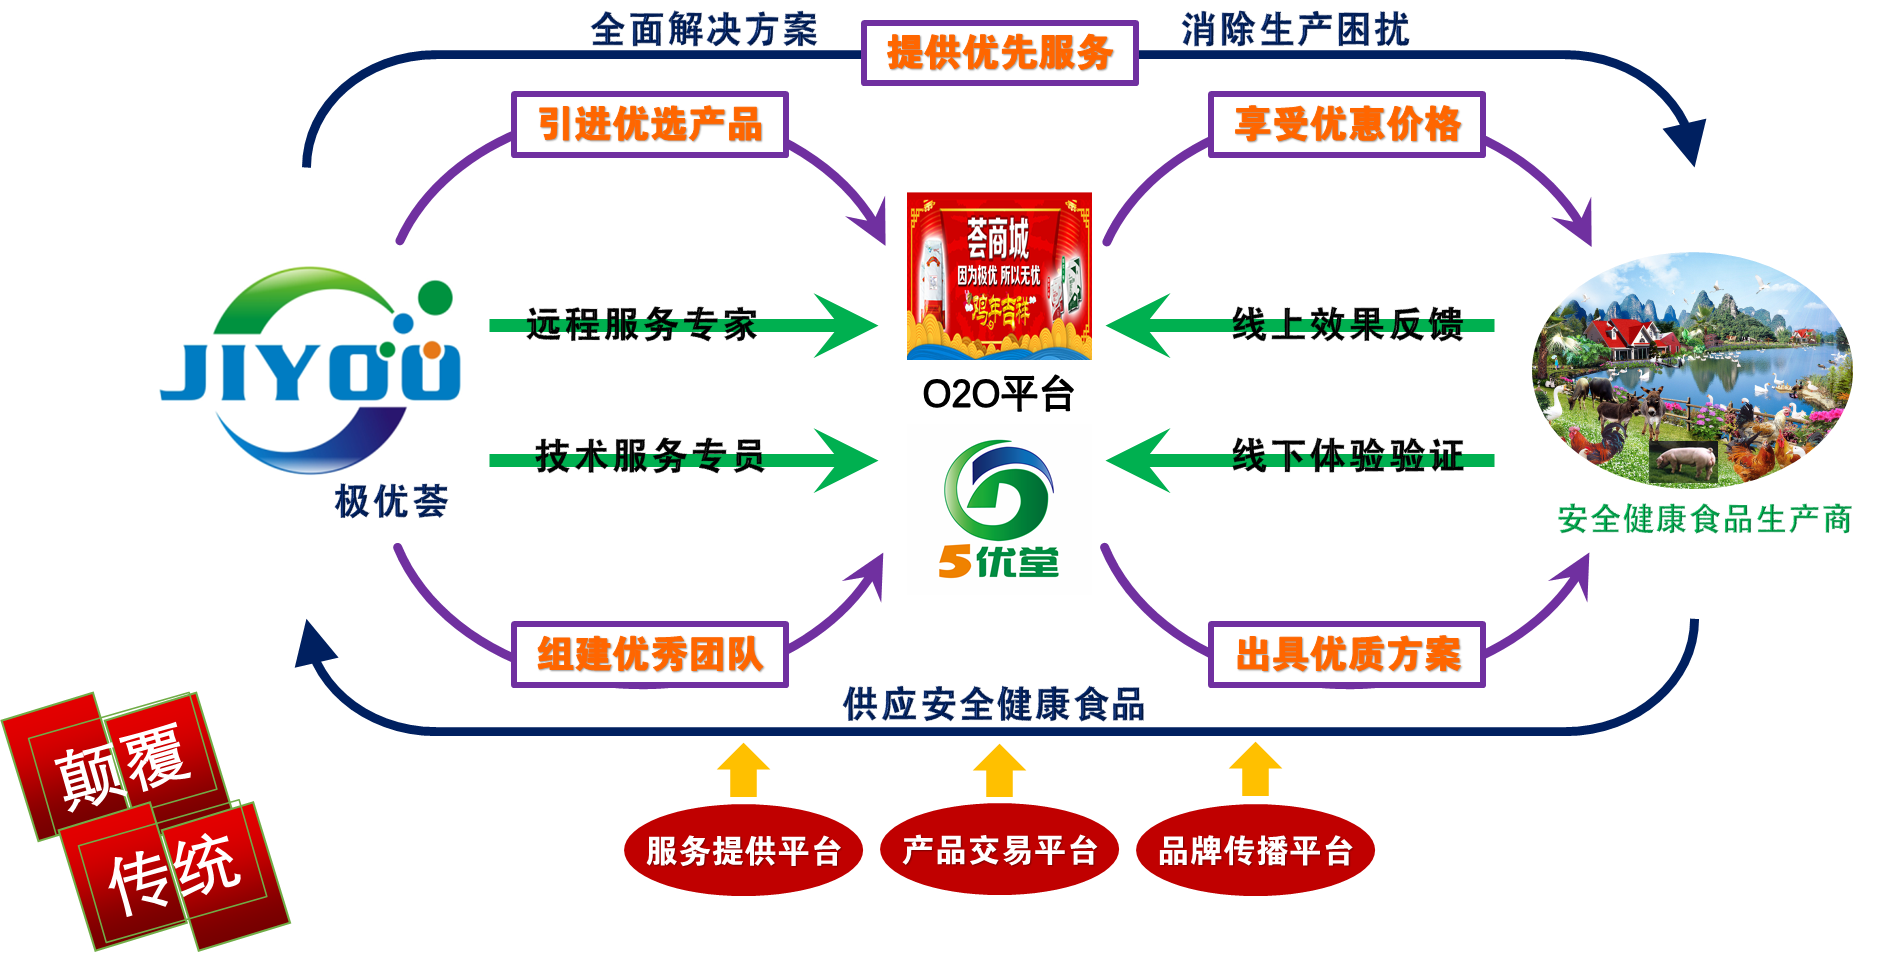 全面解决方案
消除生产困扰
提供优先服务
引进优选产品
享受优惠价格
荟商城
因为极优 所以无忧
鸡年吉祥
远程服务专家
线上效果反馈
JIYOU
O2O平台
技术服务专员
线下体验验证
极优荟
安全健康食品生产商
5优堂
组建优秀团队
出具优质方案
供应安全健康食品
颠覆
传统
服务提供平台
产品交易平台
品牌传播平台